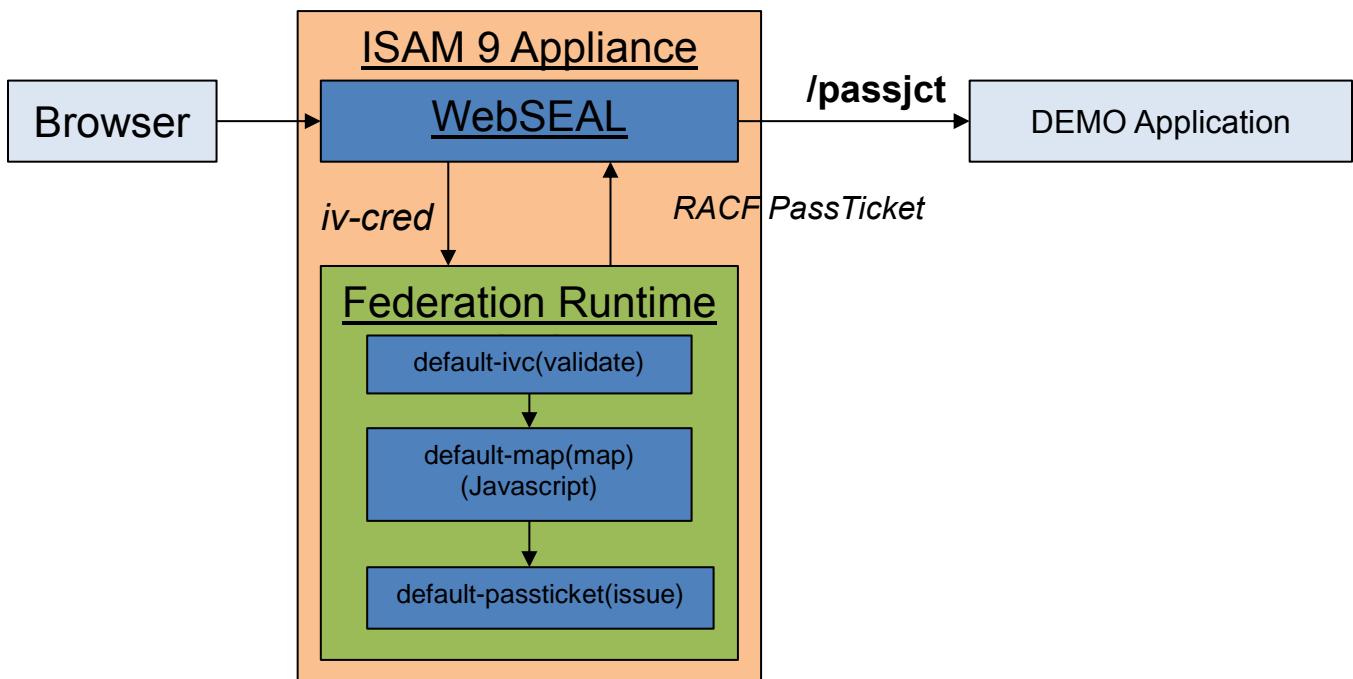 ISAM 9 Appliance
Browser
WebSEAL
/passjct
DEMO Application
iv-cred
RACF PassTicket
Federation Runtime
default-ivc(validate)
default-map(map)
(Javascript)
default-passticket(issue)